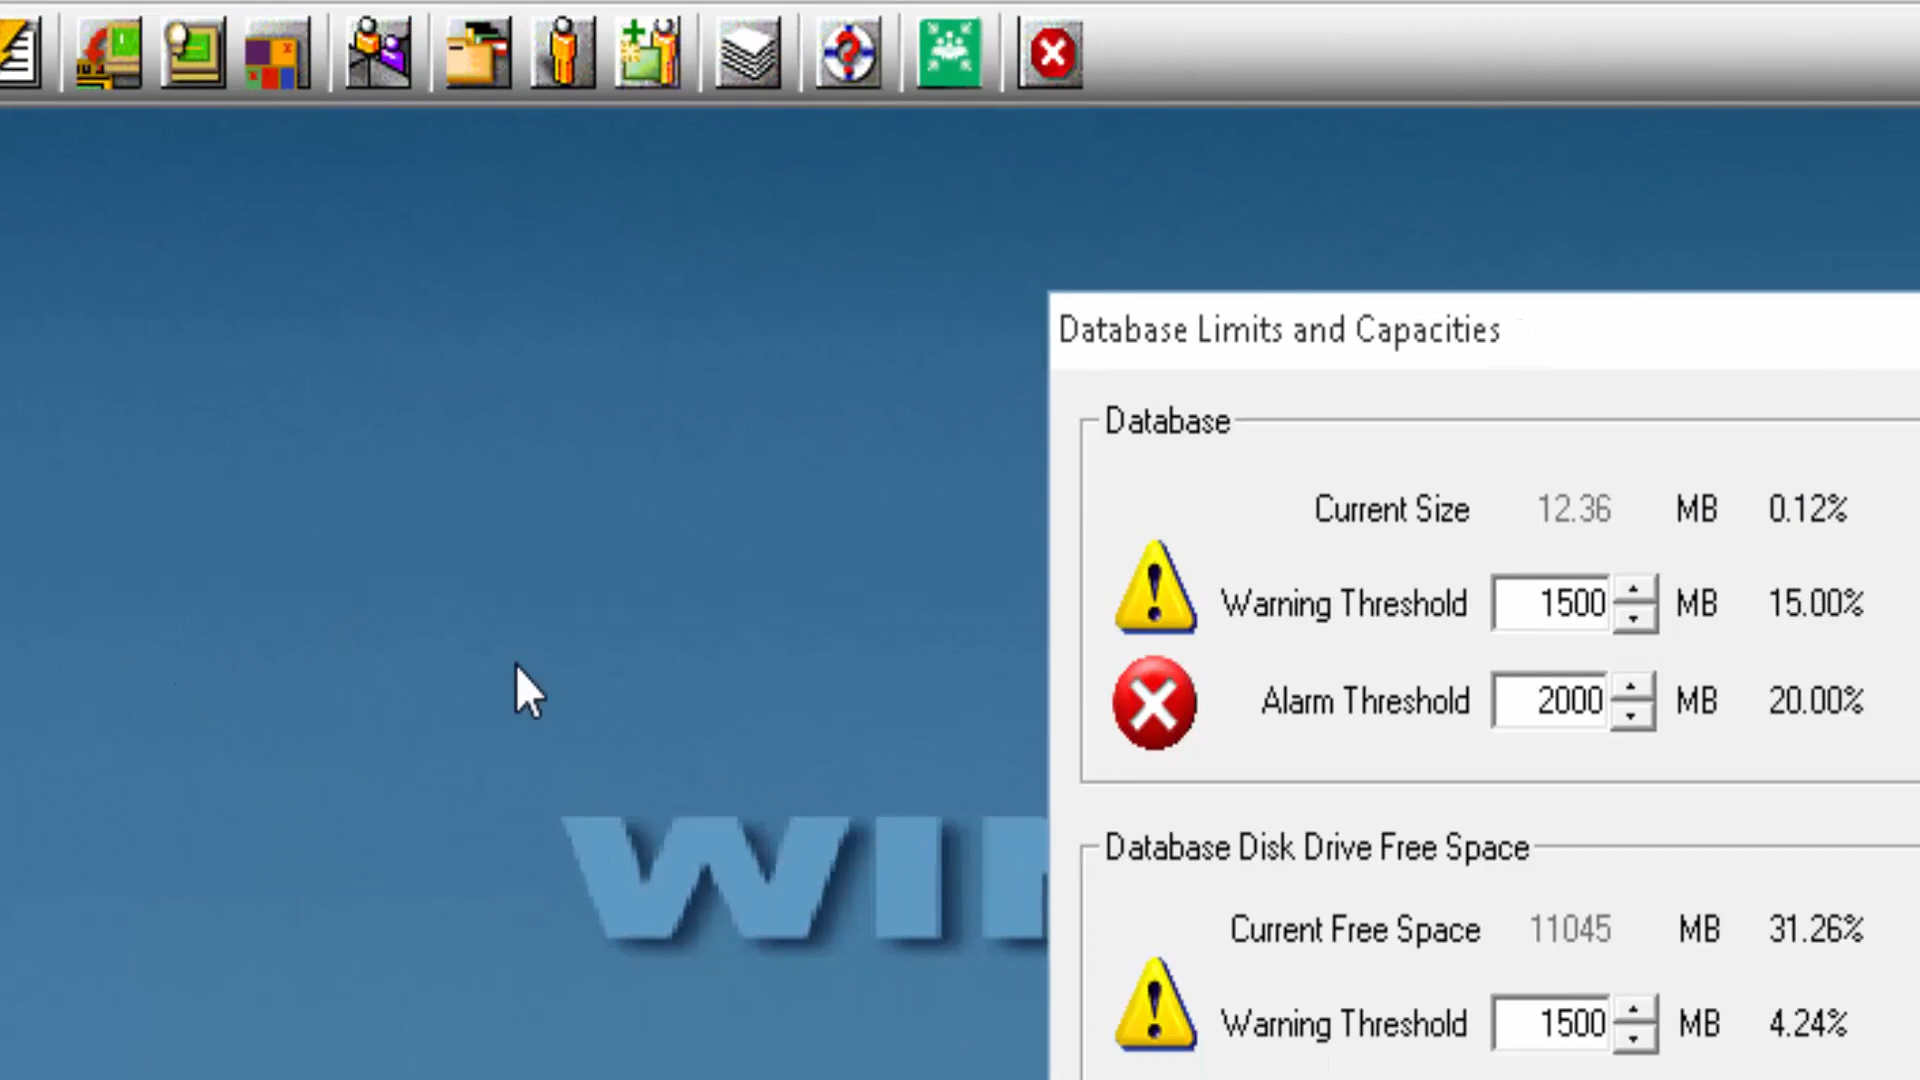 Database Limits and Capacities
Database
Current Size 12.36 MB 0.12%
Warning Threshold 1500 MB 15.00%
Alarm Threshold 2000 MB 20.00%
WI
Database Disk Drive Free Space
Current Free Space 11045 MB 31.26%
Warning Threshold 1500 MB 4.24%